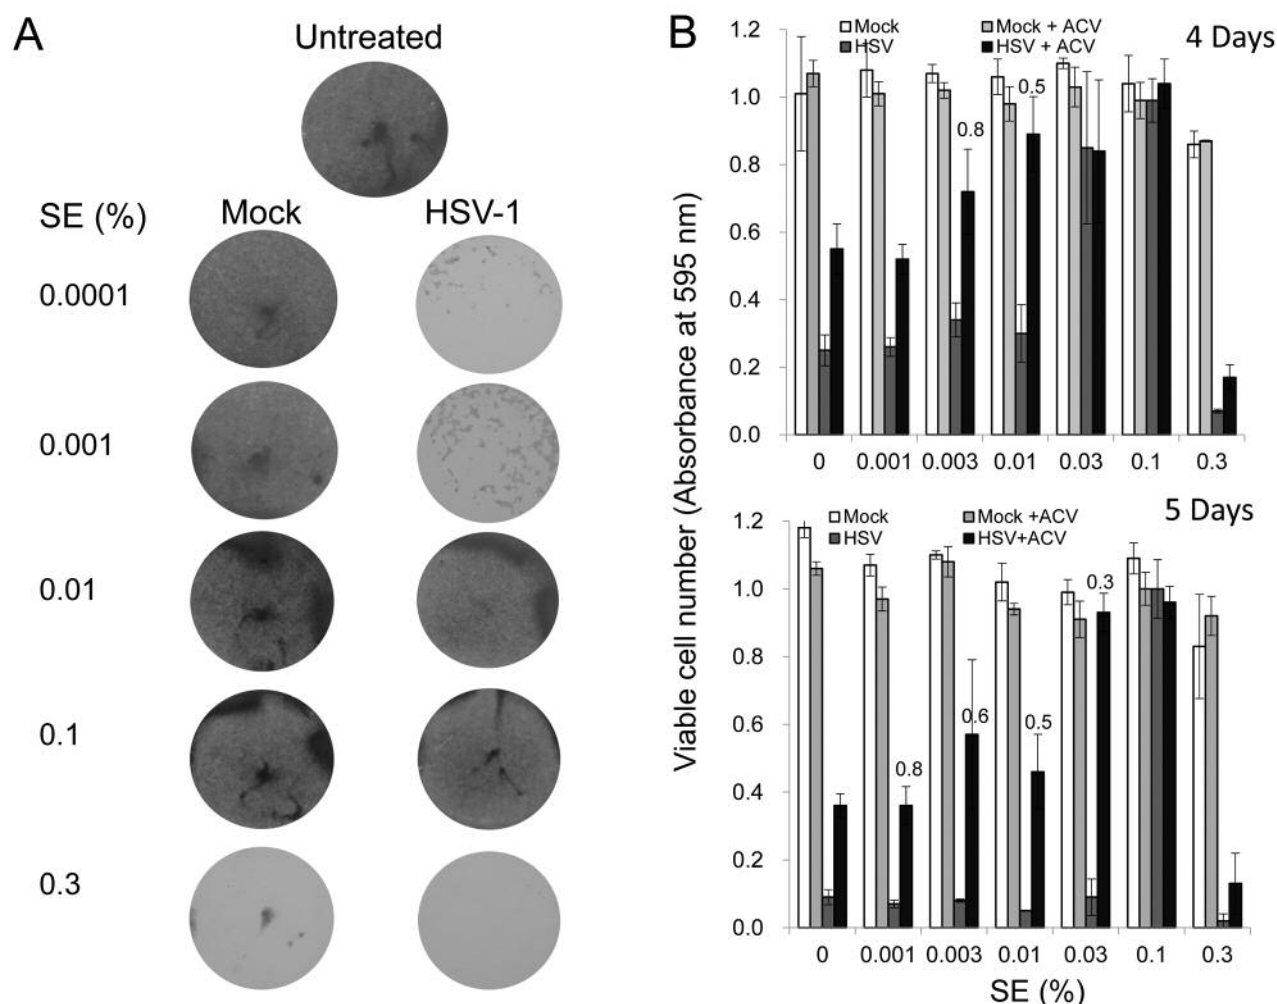 A
Untreated
SE (%)
Mock
HSV-1
0.0001
0.001
0.01
0.1
0.3
B
Viable cell number (Absorbance at 595 nm)
Mock
Mock + ACV
HSV
HSV + ACV
4 Days
1.2
1.0
0.8
0.6
0.4
0.2
0.0
0.8
0.5
0 0.001 0.003 0.01 0.03 0.1 0.3
Mock
Mock +ACV
HSV
HSV+ACV
5 Days
1.2
1.0
0.8
0.6
0.4
0.2
0.0
0.8
0.6
0.5
0.3
0 0.001 0.003 0.01 0.03 0.1 0.3
SE (%)